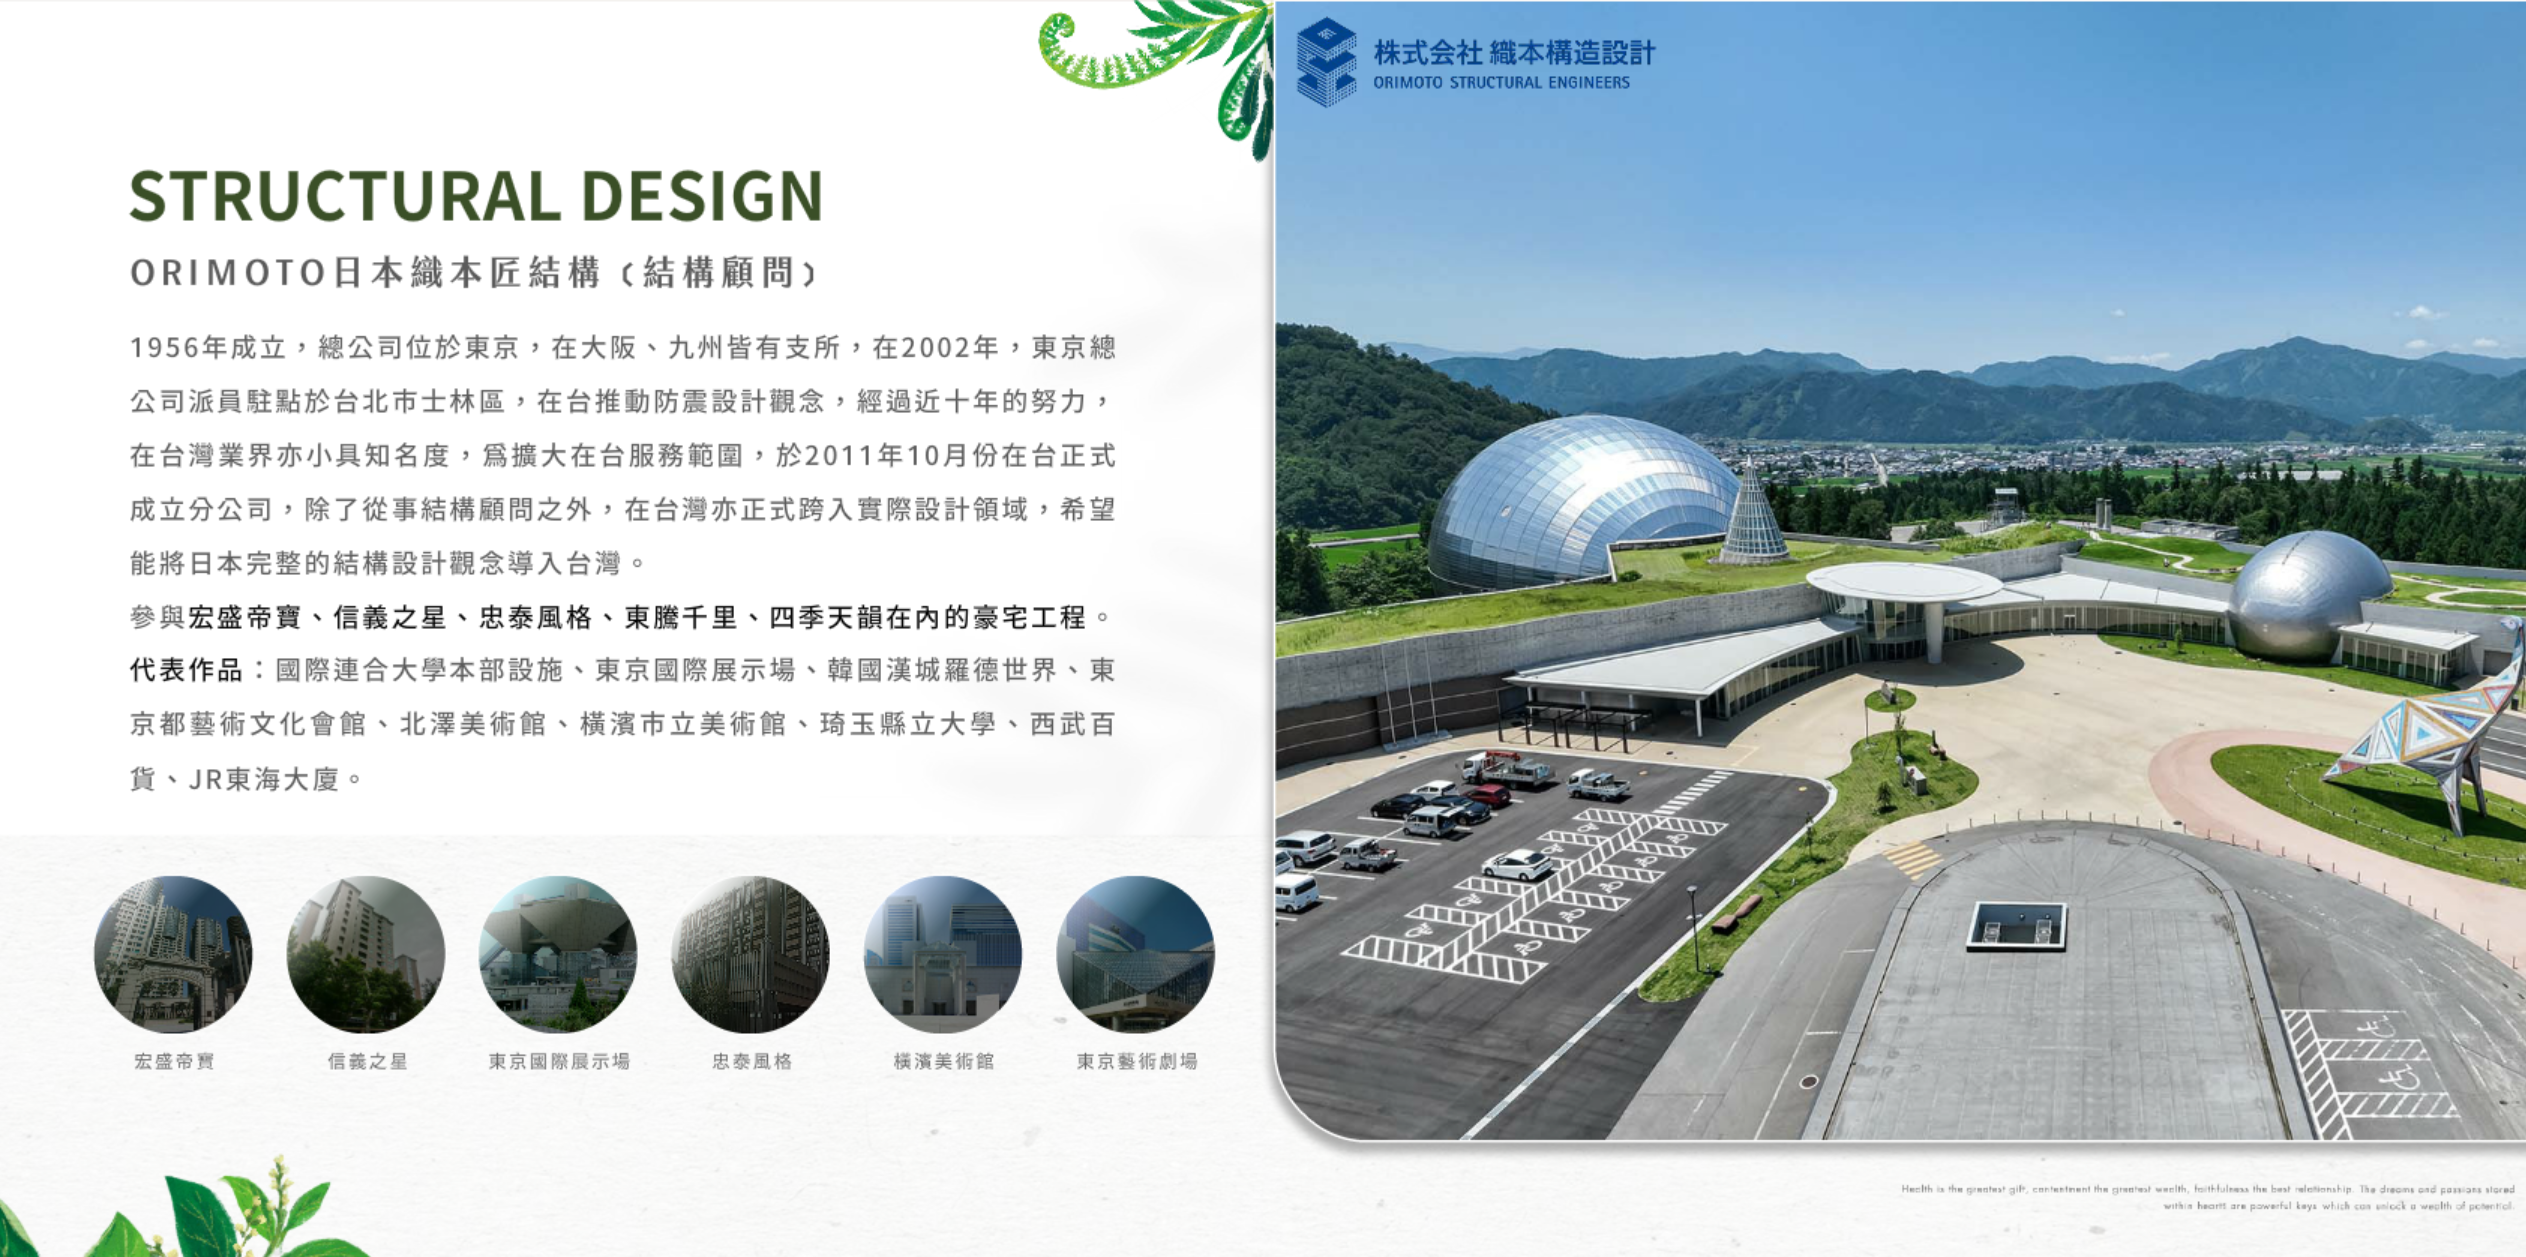 STRUCTURAL DESIGN
ORIMOTO日本織本匠結構（結構顧問）
1956年成立，總公司位於東京，在大阪、九州皆有支所，在2002年，東京總
公司派員駐點於台北市士林區，在台推動防震設計觀念，經過近十年的努力，
在台灣業界亦小具知名度，為擴大在台服務範圍，於2011年10月份在台正式
成立分公司，除了從事結構顧問之外，在台灣亦正式跨入實際設計領域，希望
能將日本完整的結構設計觀念導入台灣。
參與宏盛帝寶、信義之星、忠泰風格、東騰千里、四季天韻在內的豪宅工程。
代表作品：國際連合大學本部設施、東京國際展示場、韓國漢城羅德世界、東
京都藝術文化會館、北澤美術館、橫濱市立美術館、琦玉縣立大學、西武百
貨、JR東海大廈。
宏盛帝寶
信義之星
東京國際展示場
忠泰風格
橫濱美術館
東京藝術劇場
株式会社 織本構造設計
ORIMOTO STRUCTURAL ENGINEERS
Health is the greatest gift, contentment the greatest wealth, faithfulness the best relationship. The dreams and passions stored
within hearts are powerful keys which can unlock a wealth of potential.